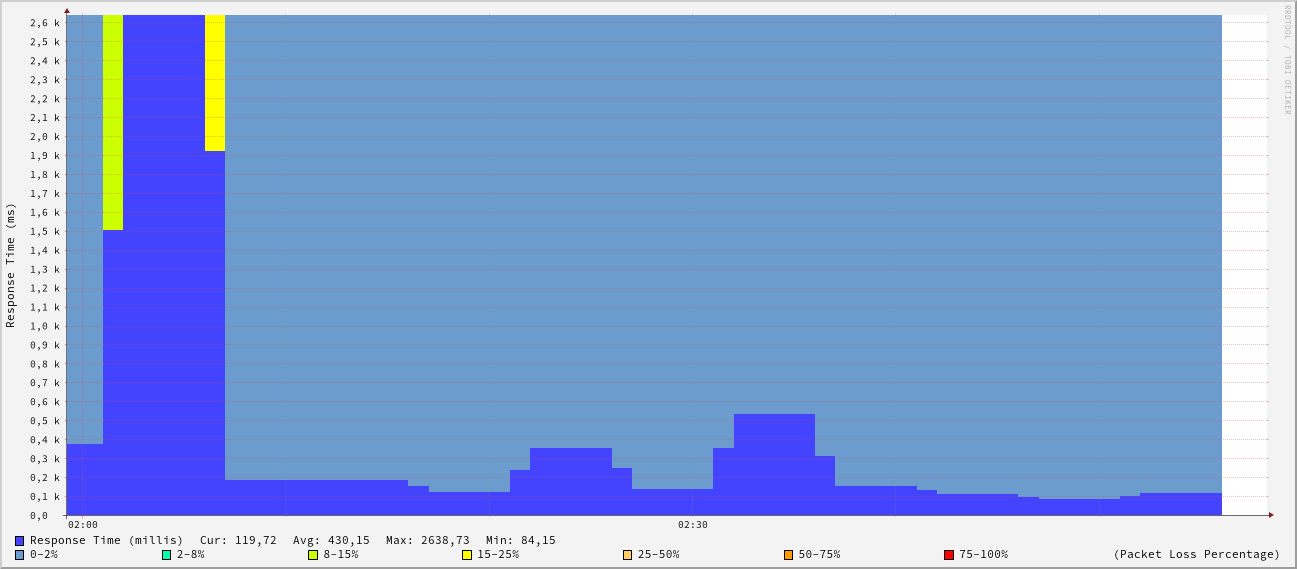 RRDTOOL / TOBI OETIKER
Response Time (ms)
2,6 k
2,5 k
2,4 k
2,3 k
2,2 k
2,1 k
2,0 k
1,9 k
1,8 k
1,7 k
1,6 k
1,5 k
1,4 k
1,3 k
1,2 k
1,1 k
1,0 k
0,9 k
0,8 k
0,7 k
0,6 k
0,5 k
0,4 k
0,3 k
0,2 k
0,1 k
0,0
02:00 02:30
Response Time (millis) Cur: 119,72 Avg: 430,15 Max: 2638,73 Min: 84,15
0-2% 2-8% 8-15% 15-25% 25-50% 50-75% 75-100% (Packet Loss Percentage)